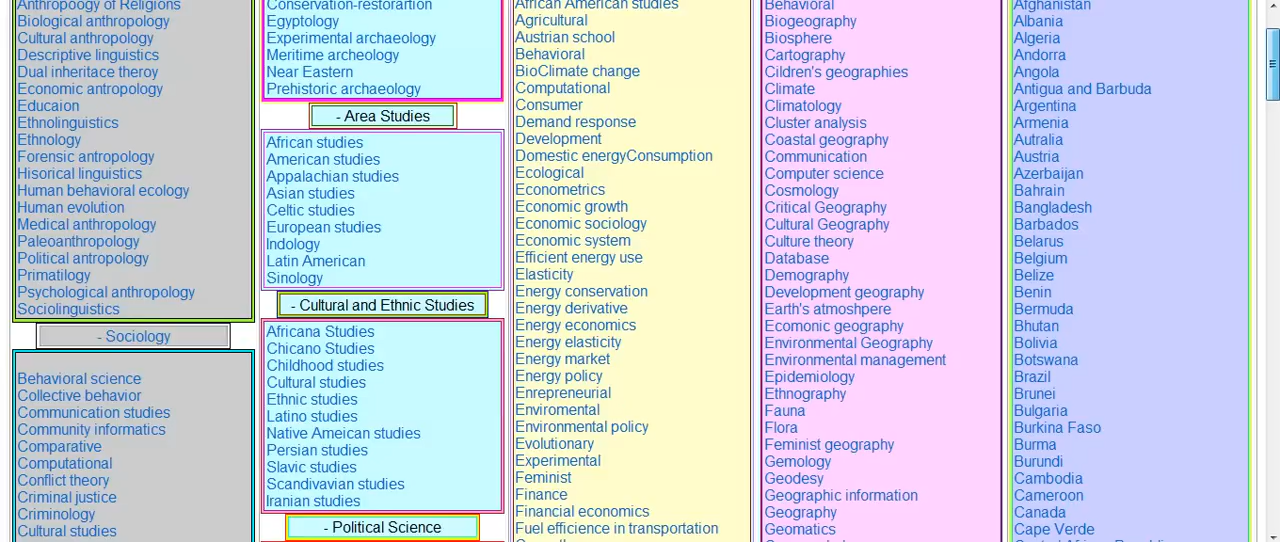 Anthropoogy of Religions
Biological anthropology
Cultural anthropology
Descriptive linguistics
Dual inheritace theroy
Economic antropology
Educaion
Ethnolinguistics
Ethnology
Forensic antropology
Hisorical linguistics
Human behavioral ecology
Human evolution
Medical anthropology
Paleoanthropology
Political antropology
Primatilogy
Psychological anthropology
Sociolinguistics
- Sociology
Behavioral science
Collective behavior
Communication studies
Community informatics
Comparative
Computational
Conflict theory
Criminal justice
Criminology
Cultural studies
Conservation-restorartion
Egyptology
Experimental archaeology
Meritime archeology
Near Eastern
Prehistoric archaeology
- Area Studies
African studies
American studies
Appalachian studies
Asian studies
Celtic studies
European studies
Indology
Latin American
Sinology
- Cultural and Ethnic Studies
Africana Studies
Chicano Studies
Childhood studies
Cultural studies
Ethnic studies
Latino studies
Native Ameican studies
Persian studies
Slavic studies
Scandivavian studies
Iranian studies
- Political Science
African American studies
Agricultural
Austrian school
Behavioral
BioClimate change
Computational
Consumer
Demand response
Development
Domestic energyConsumption
Ecological
Econometrics
Economic growth
Economic sociology
Economic system
Efficient energy use
Elasticity
Energy conservation
Energy derivative
Energy economics
Energy elasticity
Energy market
Energy policy
Enrepreneurial
Enviromental
Environmental policy
Evolutionary
Experimental
Feminist
Finance
Financial economics
Fuel efficience in transportation
Behavioral
Biogeography
Biosphere
Cartography
Cildren's geographies
Climate
Climatology
Cluster analysis
Coastal geography
Communication
Computer science
Cosmology
Critical Geography
Cultural Geography
Culture theory
Database
Demography
Development geography
Earth's atmoshpere
Ecomonic geography
Environmental Geography
Environmental management
Epidemiology
Ethnography
Fauna
Flora
Feminist geography
Gemology
Geodesy
Geographic information
Geography
Geomatics
Afghanistan
Albania
Algeria
Andorra
Angola
Antigua and Barbuda
Argentina
Armenia
Autralia
Austria
Azerbaijan
Bahrain
Bangladesh
Barbados
Belarus
Belgium
Belize
Benin
Bermuda
Bhutan
Bolivia
Botswana
Brazil
Brunei
Bulgaria
Burkina Faso
Burma
Burundi
Cambodia
Cameroon
Canada
Cape Verde